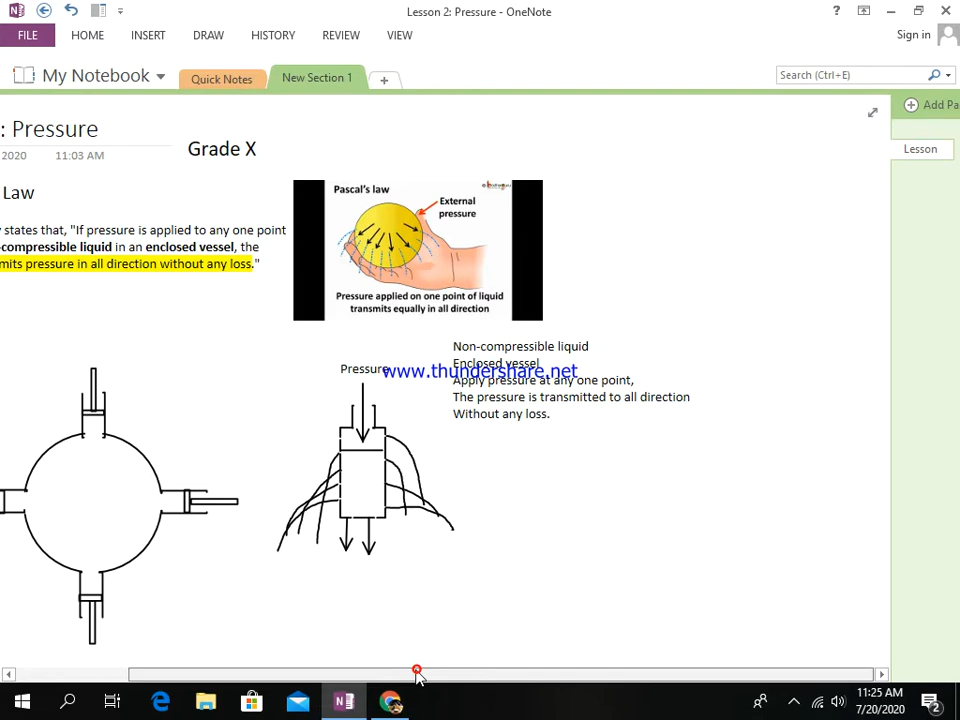 Lesson 2: Pressure - OneNote
FILE
HOME
INSERT
DRAW
HISTORY
REVIEW
VIEW
Sign in
My Notebook
Quick Notes
New Section 1
Search (Ctrl+E)
Add Pa
Lesson
: Pressure
2020 11:03 AM
Grade X
Law
states that, "If pressure is applied to any one point
-compressible liquid in an enclosed vessel, the
mits pressure in all direction without any loss."
Pascal's law
External
pressure
Pressure applied on one point of liquid
transmits equally in all direction
Non-compressible liquid
Enclosed vessel
Apply pressure at any one point,
The pressure is transmitted to all direction
Without any loss.
Pressure
www.thundershare.net
11:25 AM
7/20/2020
2